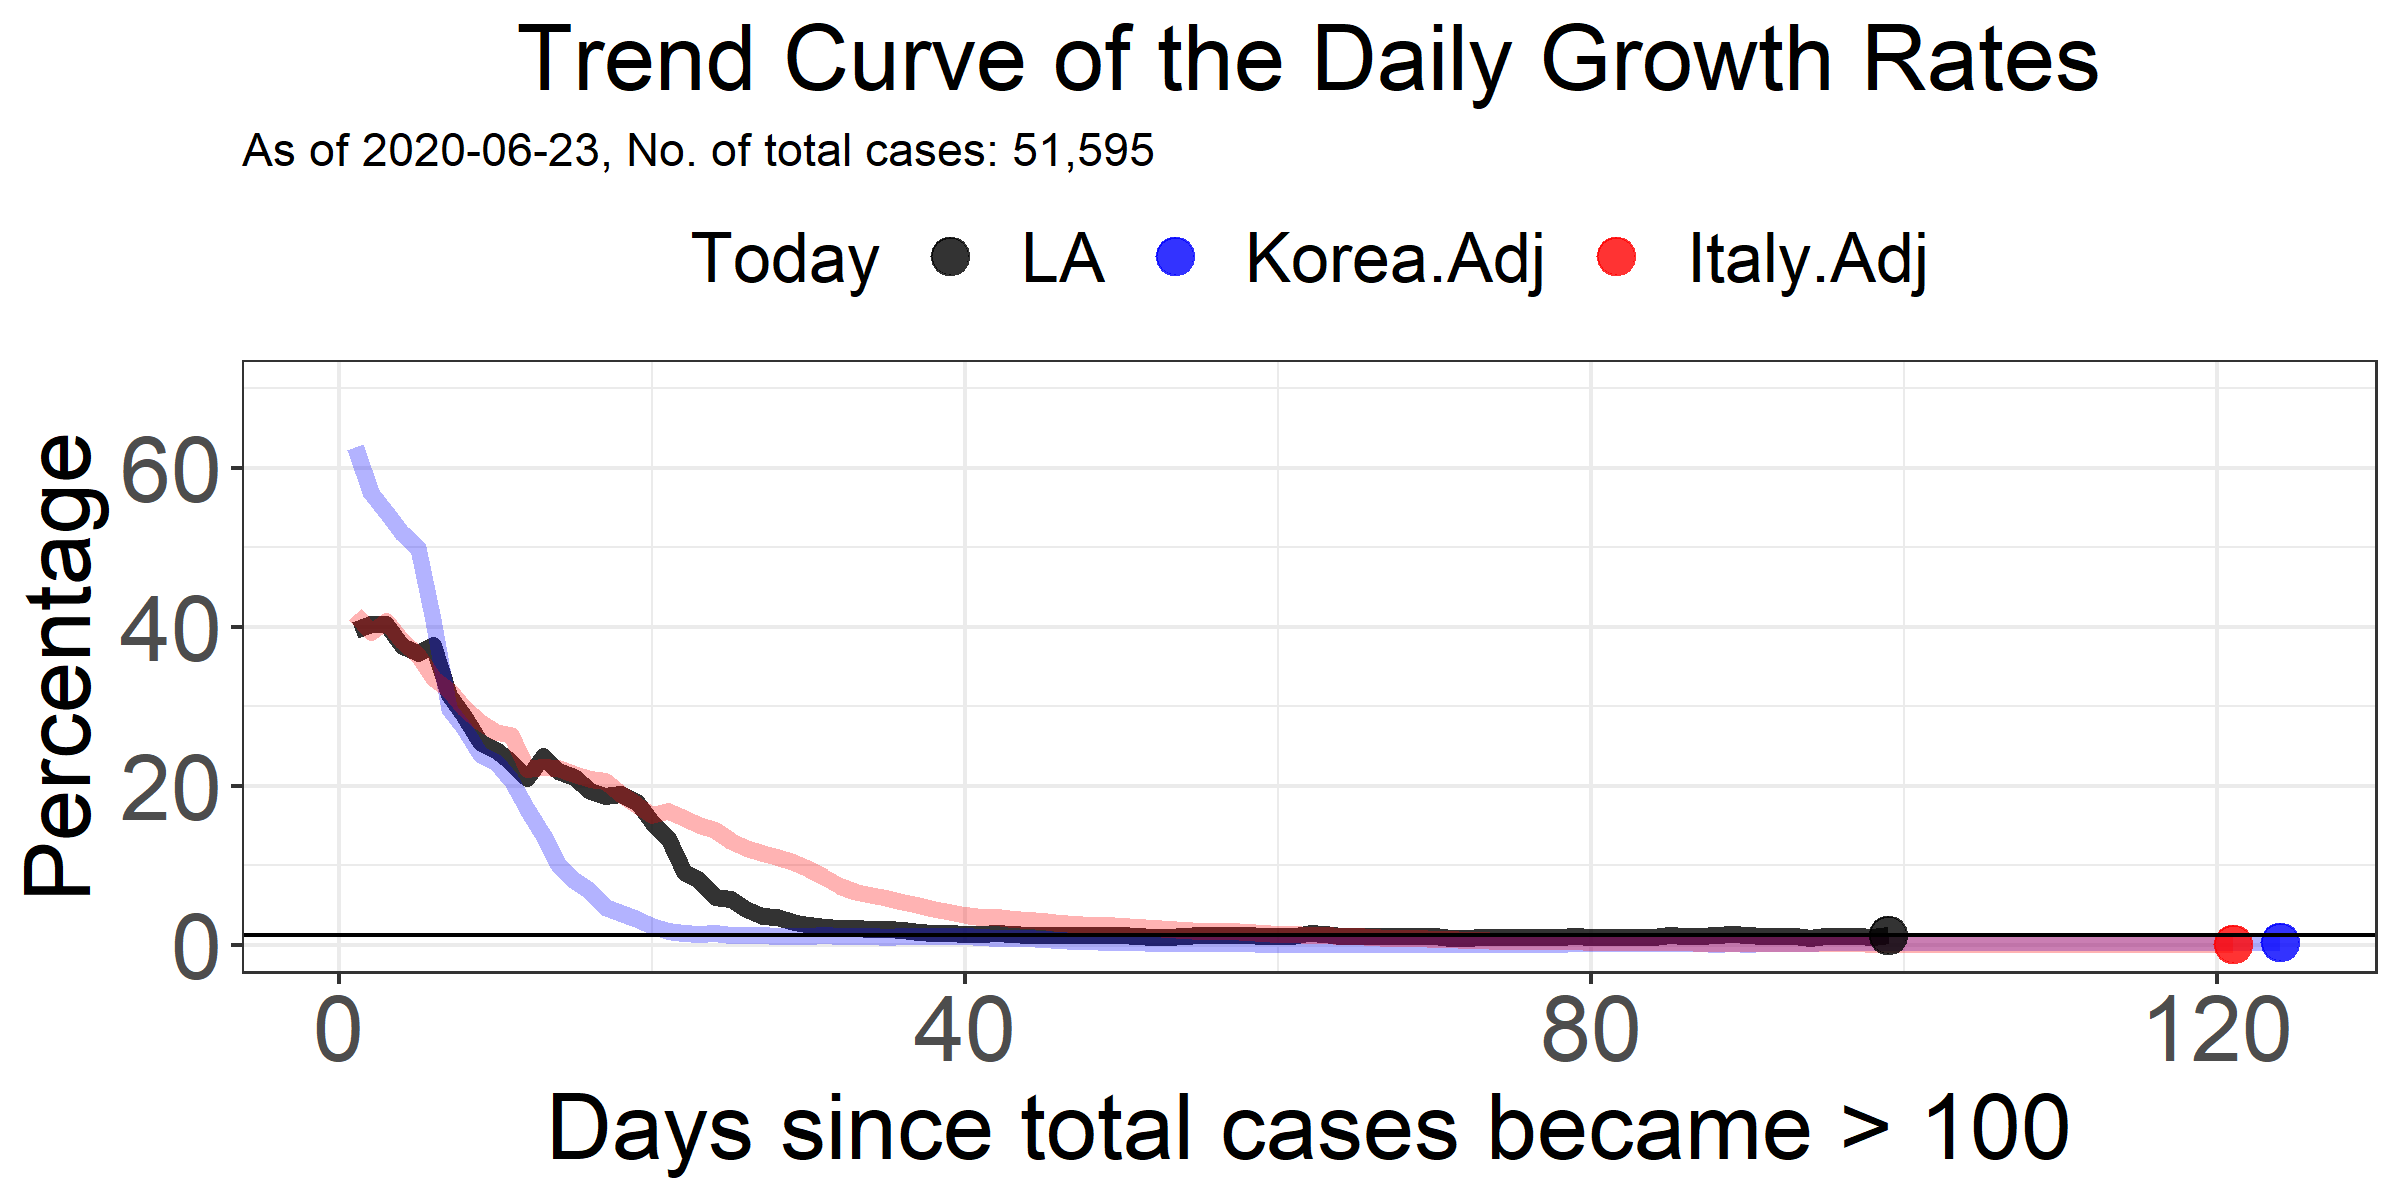 Trend Curve of the Daily Growth Rates
As of 2020-06-23, No. of total cases: 51,595
Today LA Korea.Adj Italy.Adj
Percentage
60
40
20
0
0 40 80 120
Days since total cases became > 100